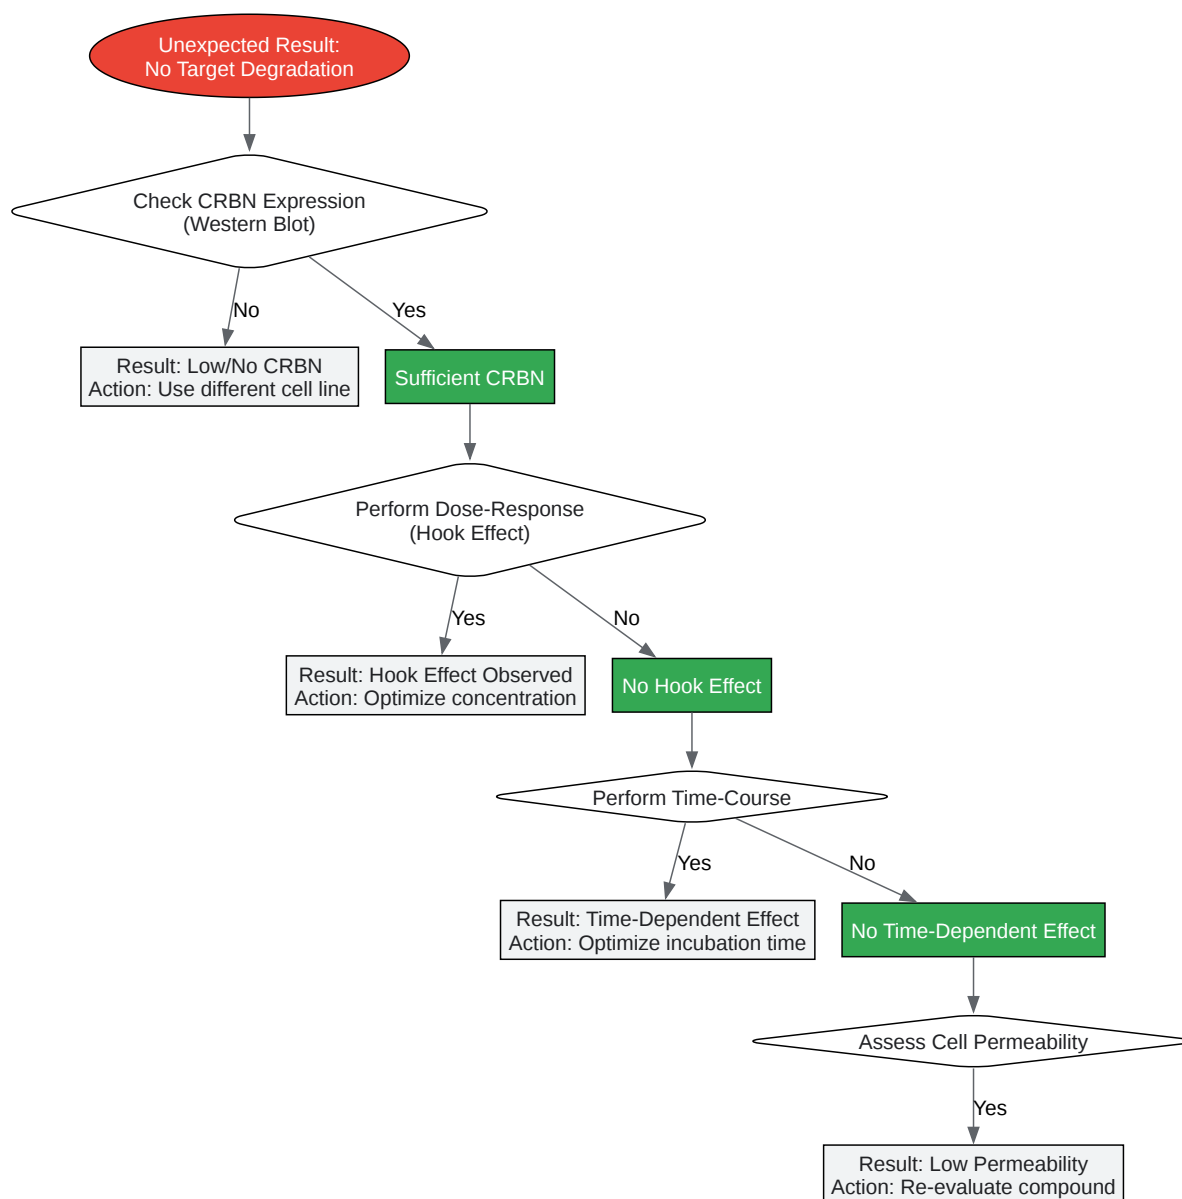 Unexpected Result:
No Target Degradation
Check CRBN Expression
(Western Blot)
No
Yes
Result: Low/No CRBN
Action: Use different cell line
Sufficient CRBN
Perform Dose-Response
(Hook Effect)
Yes
No
Result: Hook Effect Observed
Action: Optimize concentration
No Hook Effect
Perform Time-Course
Yes
No
Result: Time-Dependent Effect
Action: Optimize incubation time
No Time-Dependent Effect
Assess Cell Permeability
Yes
Result: Low Permeability
Action: Re-evaluate compound